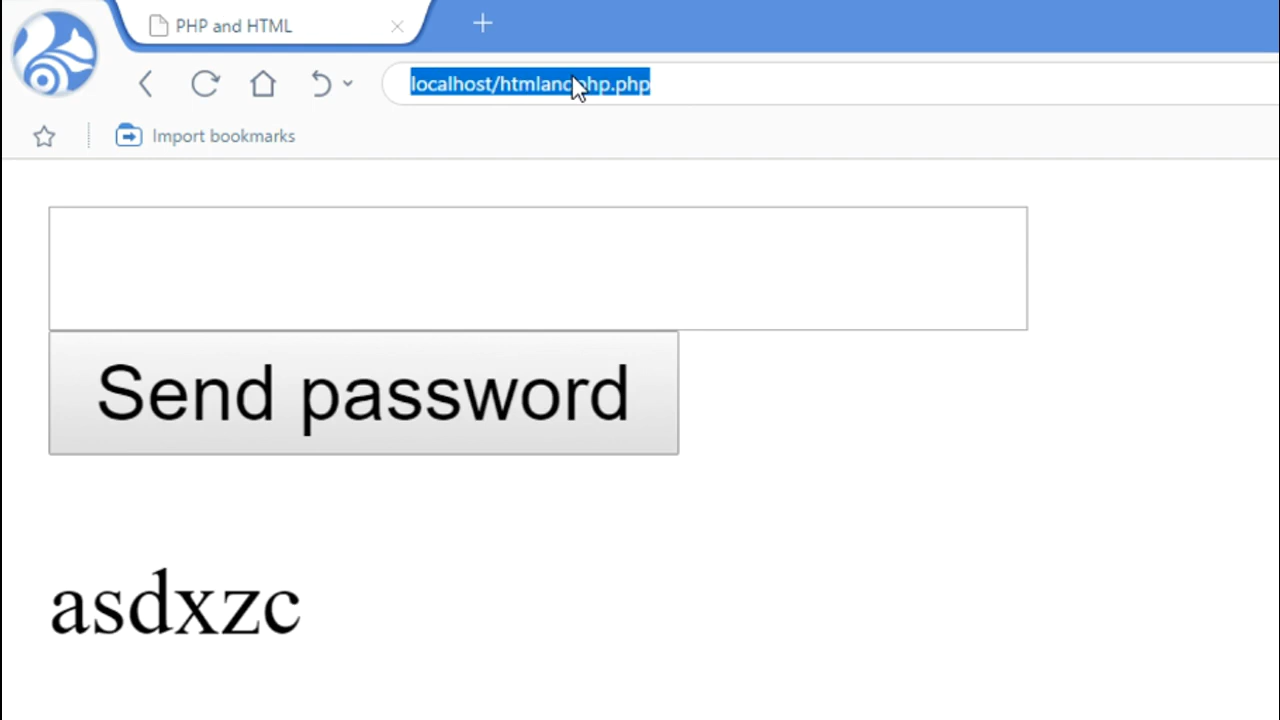 PHP and HTML
localhost/htmlandphp.php
Import bookmarks
Send password
asdxzc